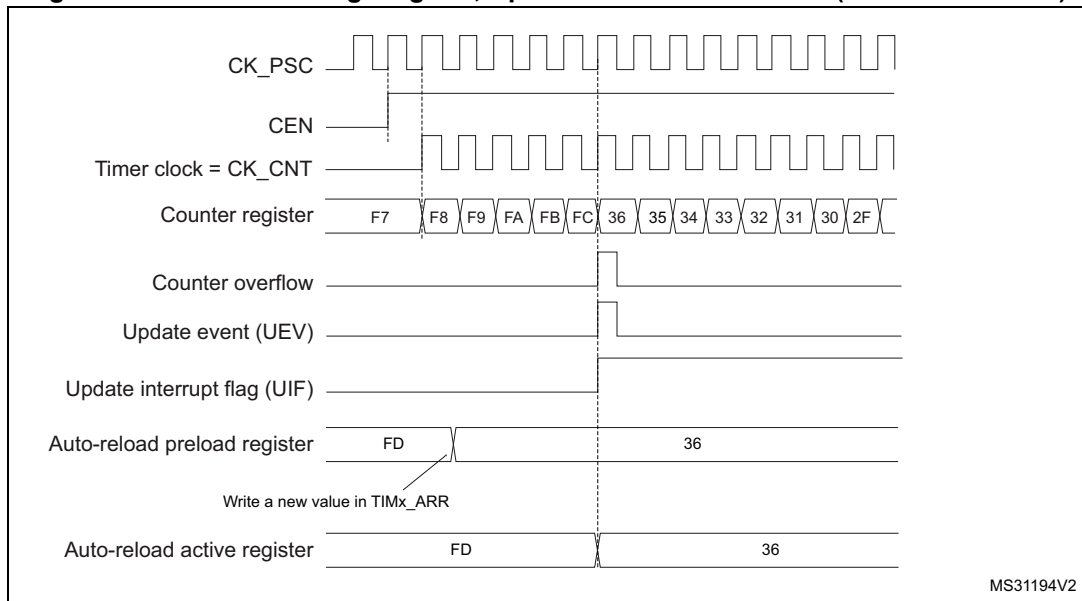 CK_PSC
CEN
Timer clock = CK_CNT
Counter register F7 F8 F9 FA FB FC 36 35 34 33 32 31 30 2F
Counter overflow
Update event (UEV)
Update interrupt flag (UIF)
Auto-reload preload register FD 36
Write a new value in TIMx_ARR
Auto-reload active register FD 36
MS31194V2